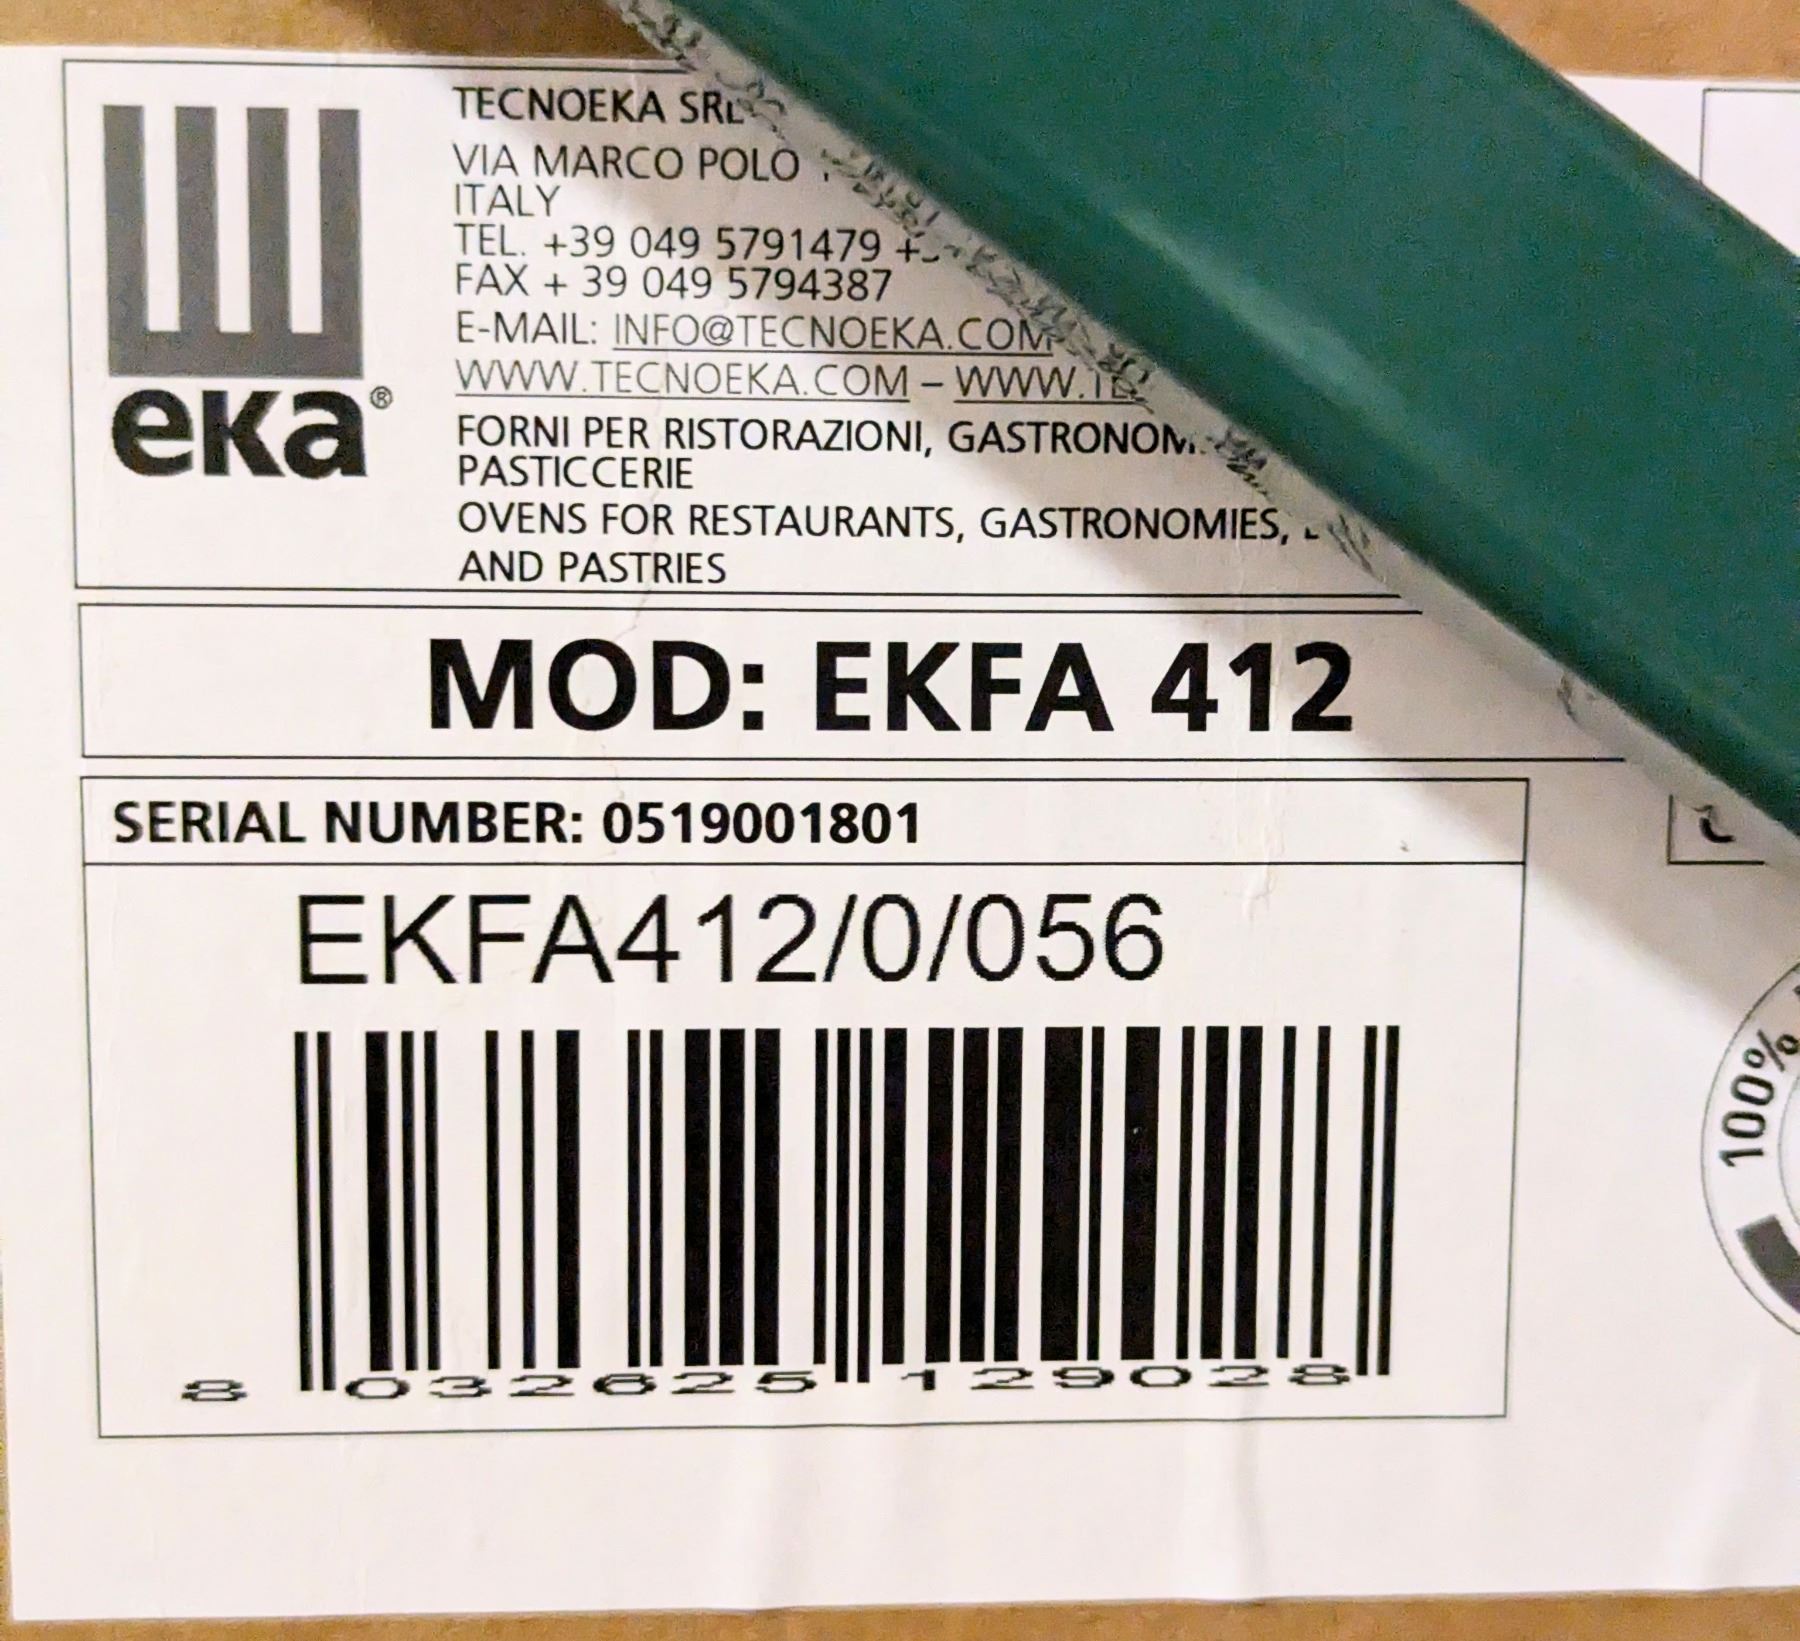 TECNOEKA SRL
VIA MARCO POLO
ITALY
TEL. +39 049 5791479
FAX + 39 049 5794387
E-MAIL: INFO@TECNOEKA.COM
WWW.TECNOEKA.COM –
FORNI PER RISTORAZIONI,
PASTICCERIE
OVENS FOR RESTAURANTS, GASTRONOMIES,
AND PASTRIES
eka®
MOD: EKFA 412
SERIAL NUMBER: 0519001801
EKFA412/0/056
8 032625 129028
100%